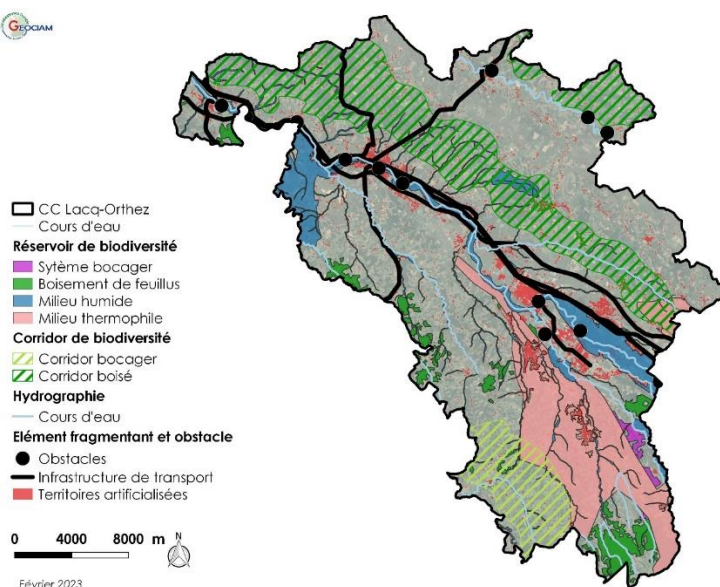 GEOCIAM
CC Lacq-Orthez
Cours d'eau
Réservoir de biodiversité
Sytème bocager
Boisement de feuillus
Milieu humide
Milieu thermophile
Corridor de biodiversité
Corridor bocager
Corridor boisé
Hydrographie
Cours d'eau
Elément fragmentant et obstacle
Obstacles
Infrastructure de transport
Territoires artificialisées
0 4000 8000 m N
Février 2023